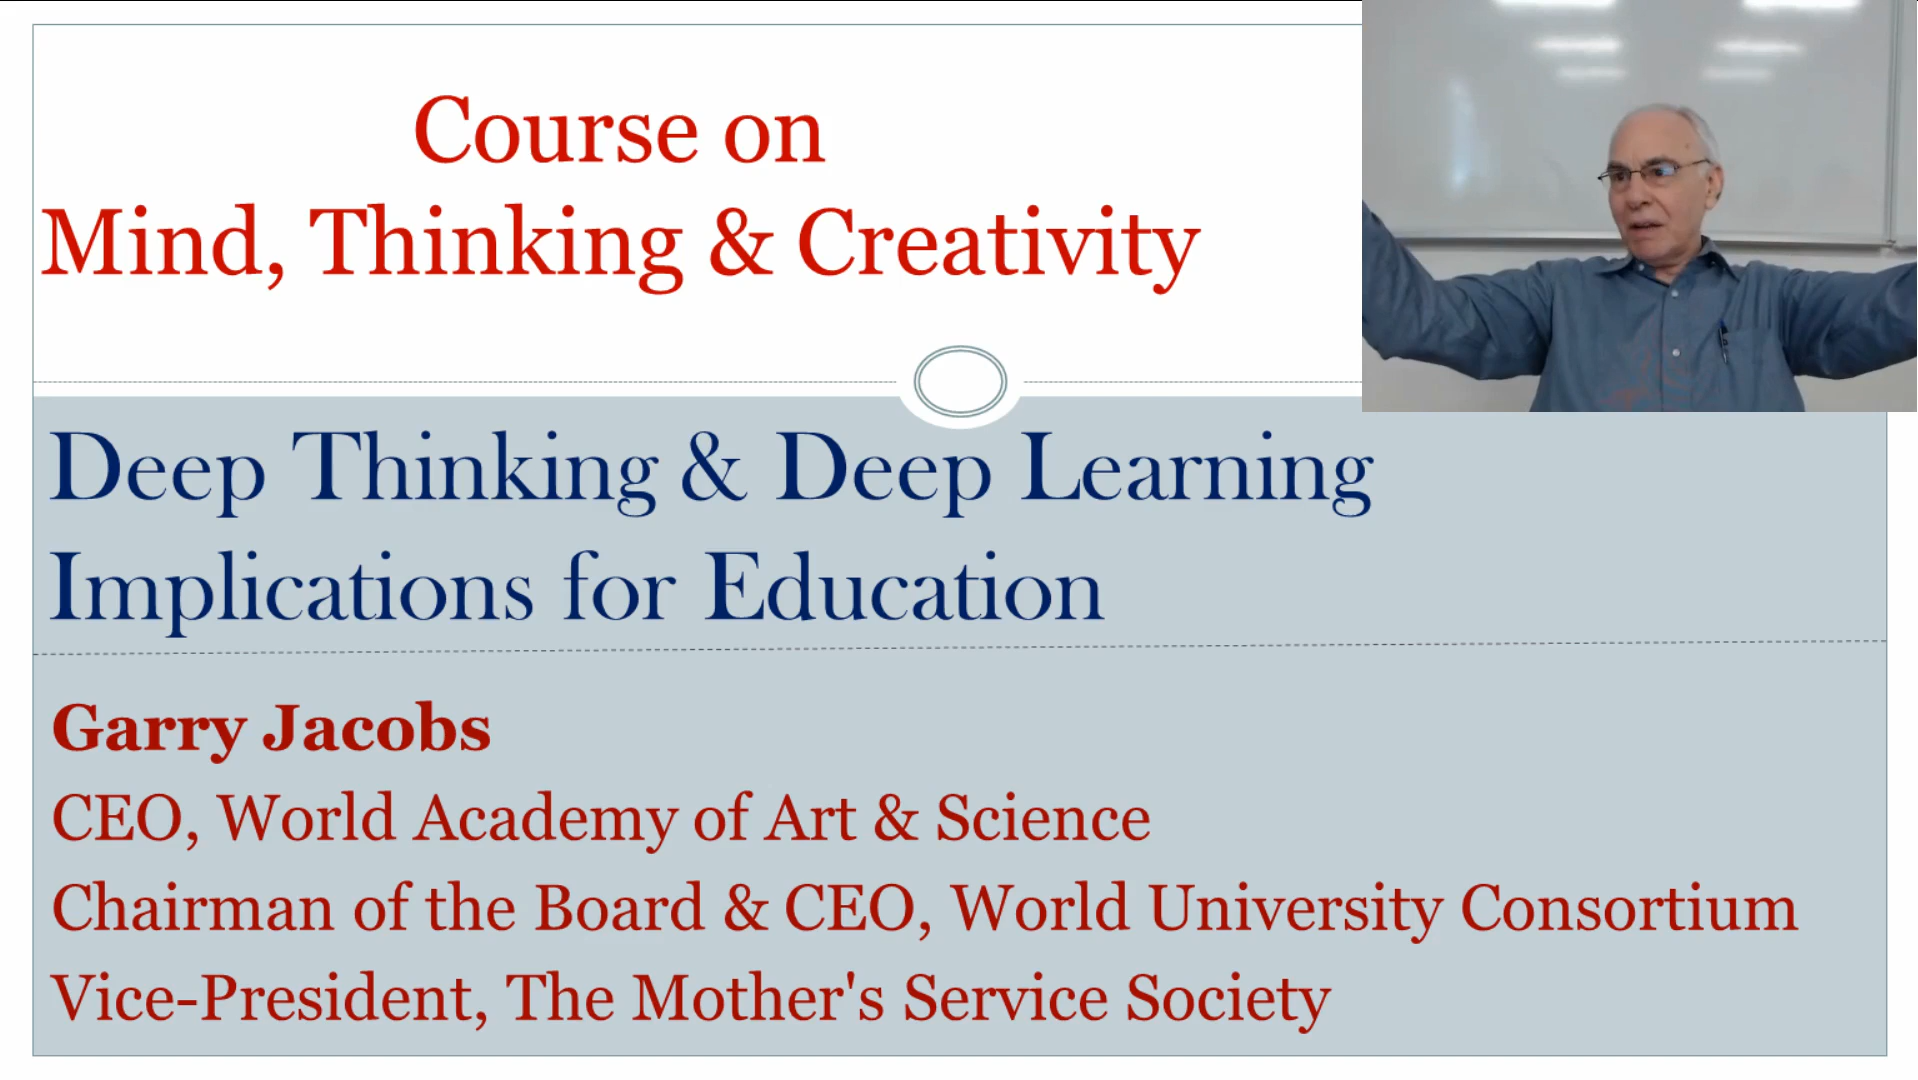 Course on
Mind, Thinking & Creativity
Deep Thinking & Deep Learning
Implications for Education
Garry Jacobs
CEO, World Academy of Art & Science
Chairman of the Board & CEO, World University Consortium
Vice-President, The Mother's Service Society